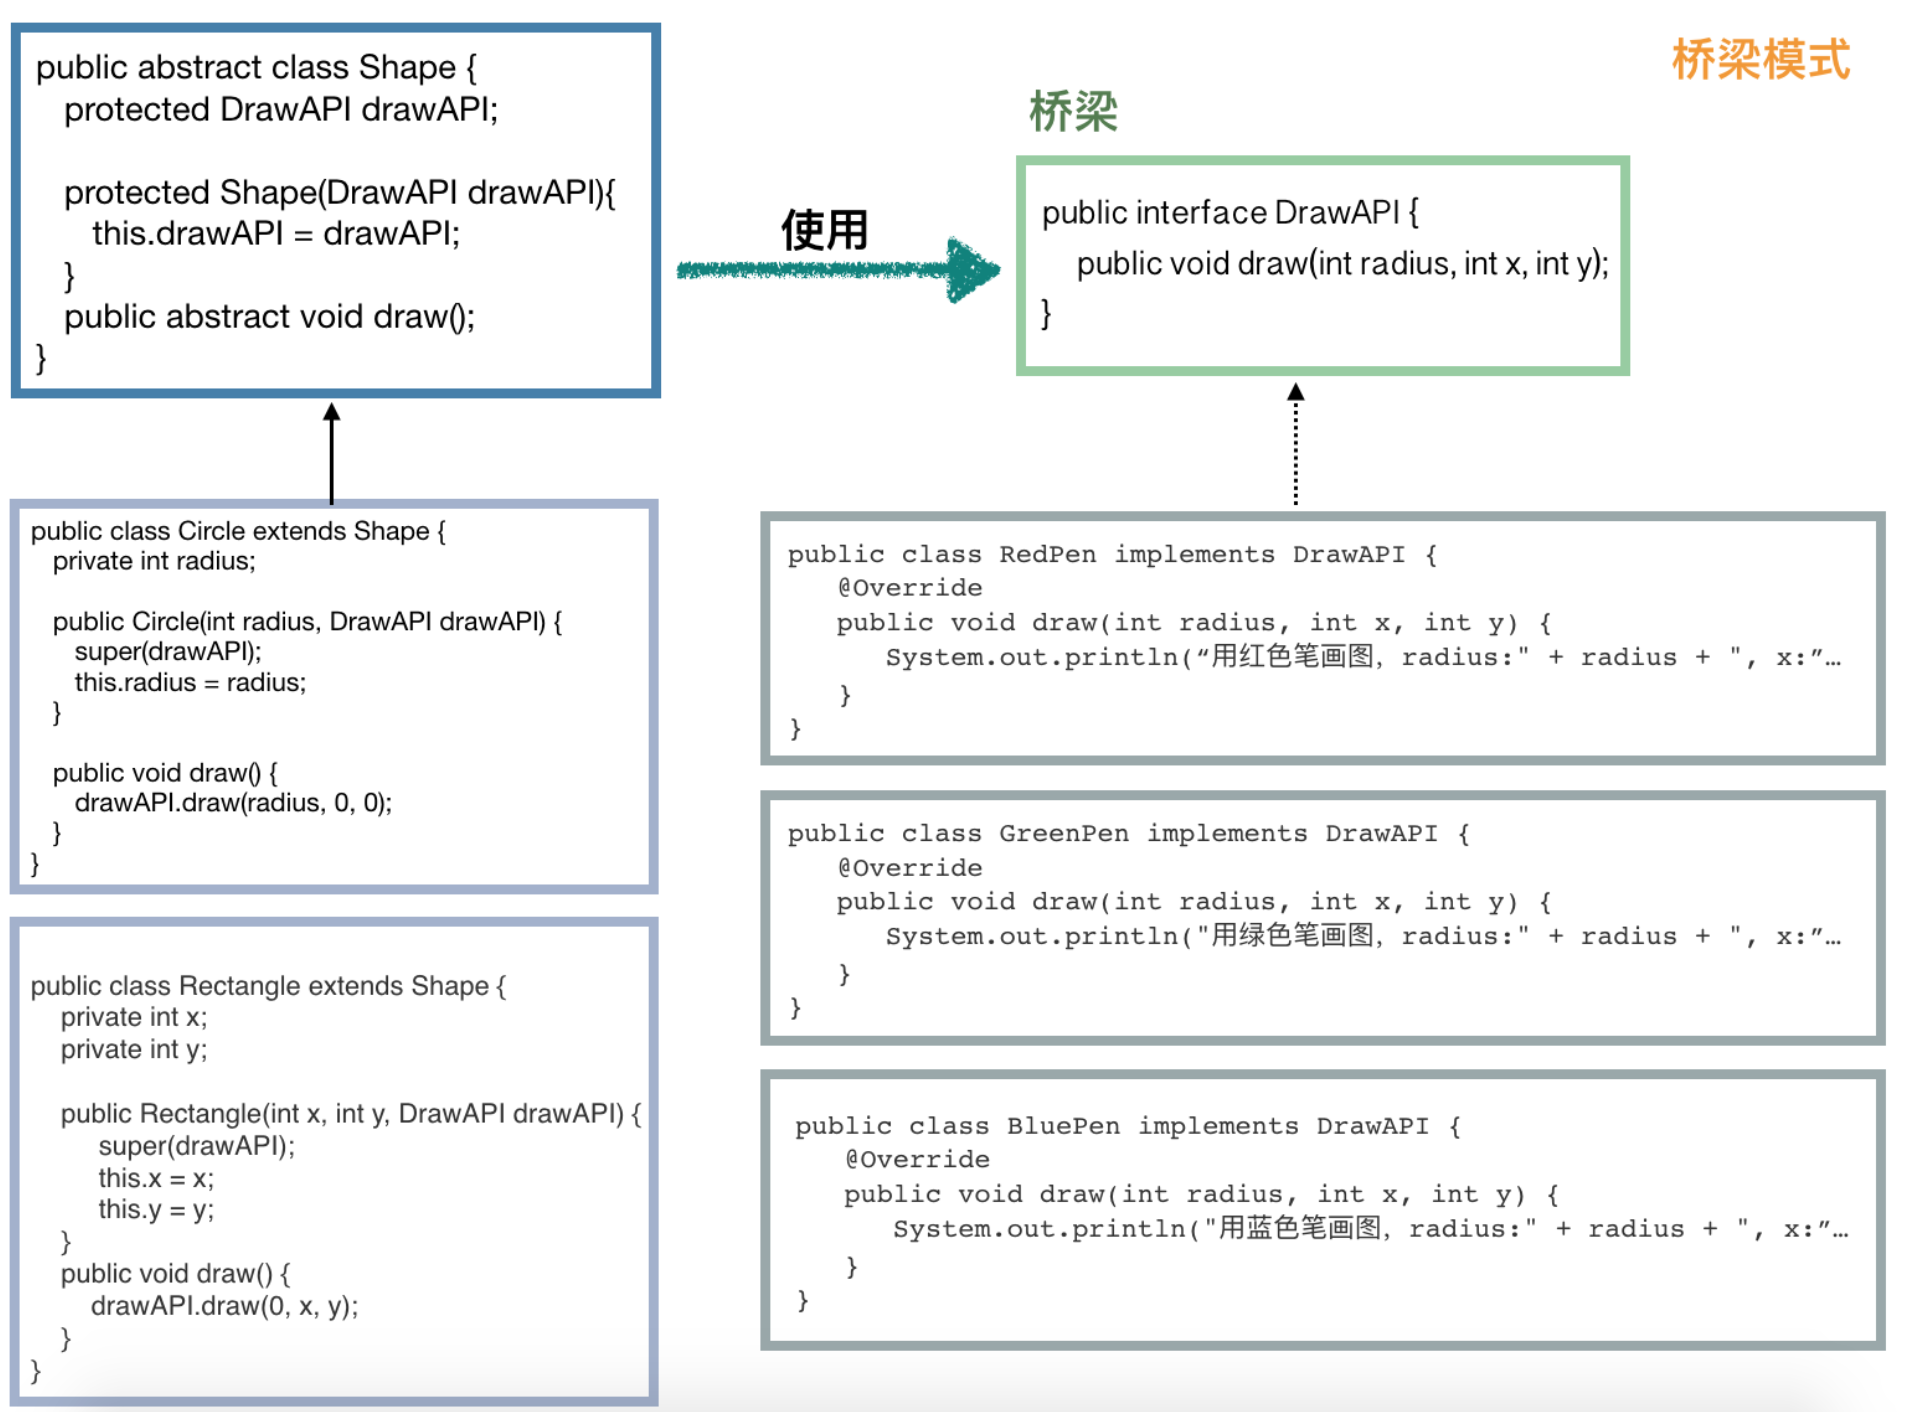 桥梁模式
public abstract class Shape {
protected DrawAPI drawAPI;
protected Shape(DrawAPI drawAPI){
this.drawAPI = drawAPI;
}
public abstract void draw();
}
使用
桥梁
public interface DrawAPI {
public void draw(int radius, int x, int y);
}
public class Circle extends Shape {
private int radius;
public Circle(int radius, DrawAPI drawAPI) {
super(drawAPI);
this.radius = radius;
}
public void draw() {
drawAPI.draw(radius, 0, 0);
}
}
public class Rectangle extends Shape {
private int x;
private int y;
public Rectangle(int x, int y, DrawAPI drawAPI) {
super(drawAPI);
this.x = x;
this.y = y;
}
public void draw() {
drawAPI.draw(0, x, y);
}
}
public class RedPen implements DrawAPI {
@Override
public void draw(int radius, int x, int y) {
System.out.println(“用红色笔画图，radius:" + radius + ", x:”…
}
}
public class GreenPen implements DrawAPI {
@Override
public void draw(int radius, int x, int y) {
System.out.println("用绿色笔画图，radius:" + radius + ", x:”…
}
}
public class BluePen implements DrawAPI {
@Override
public void draw(int radius, int x, int y) {
System.out.println("用蓝色笔画图，radius:" + radius + ", x:”…
}
}